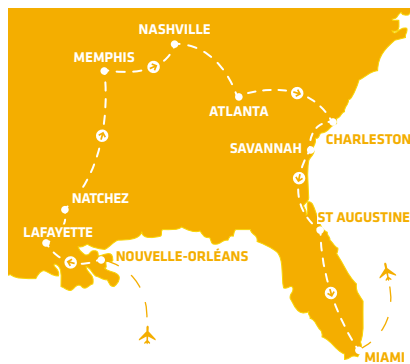 NASHVILLE
MEMPHIS
ATLANTA
CHARLESTON
SAVANNAH
NATCHEZ
ST AUGUSTINE
LAFAYETTE
NOUVELLE-ORLÉANS
MIAMI